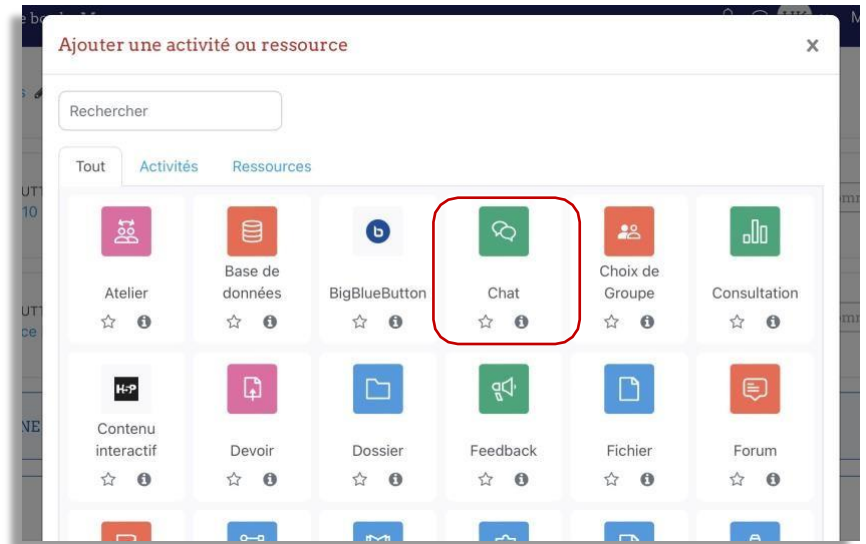 Ajouter une activité ou ressource
x
Rechercher
Tout Activités Ressources
Atelier
Base de
données
BigBlueButton
Chat
Choix de
Groupe
Consultation
H5P
Contenu
interactif
Devoir
Dossier
Feedback
Fichier
Forum